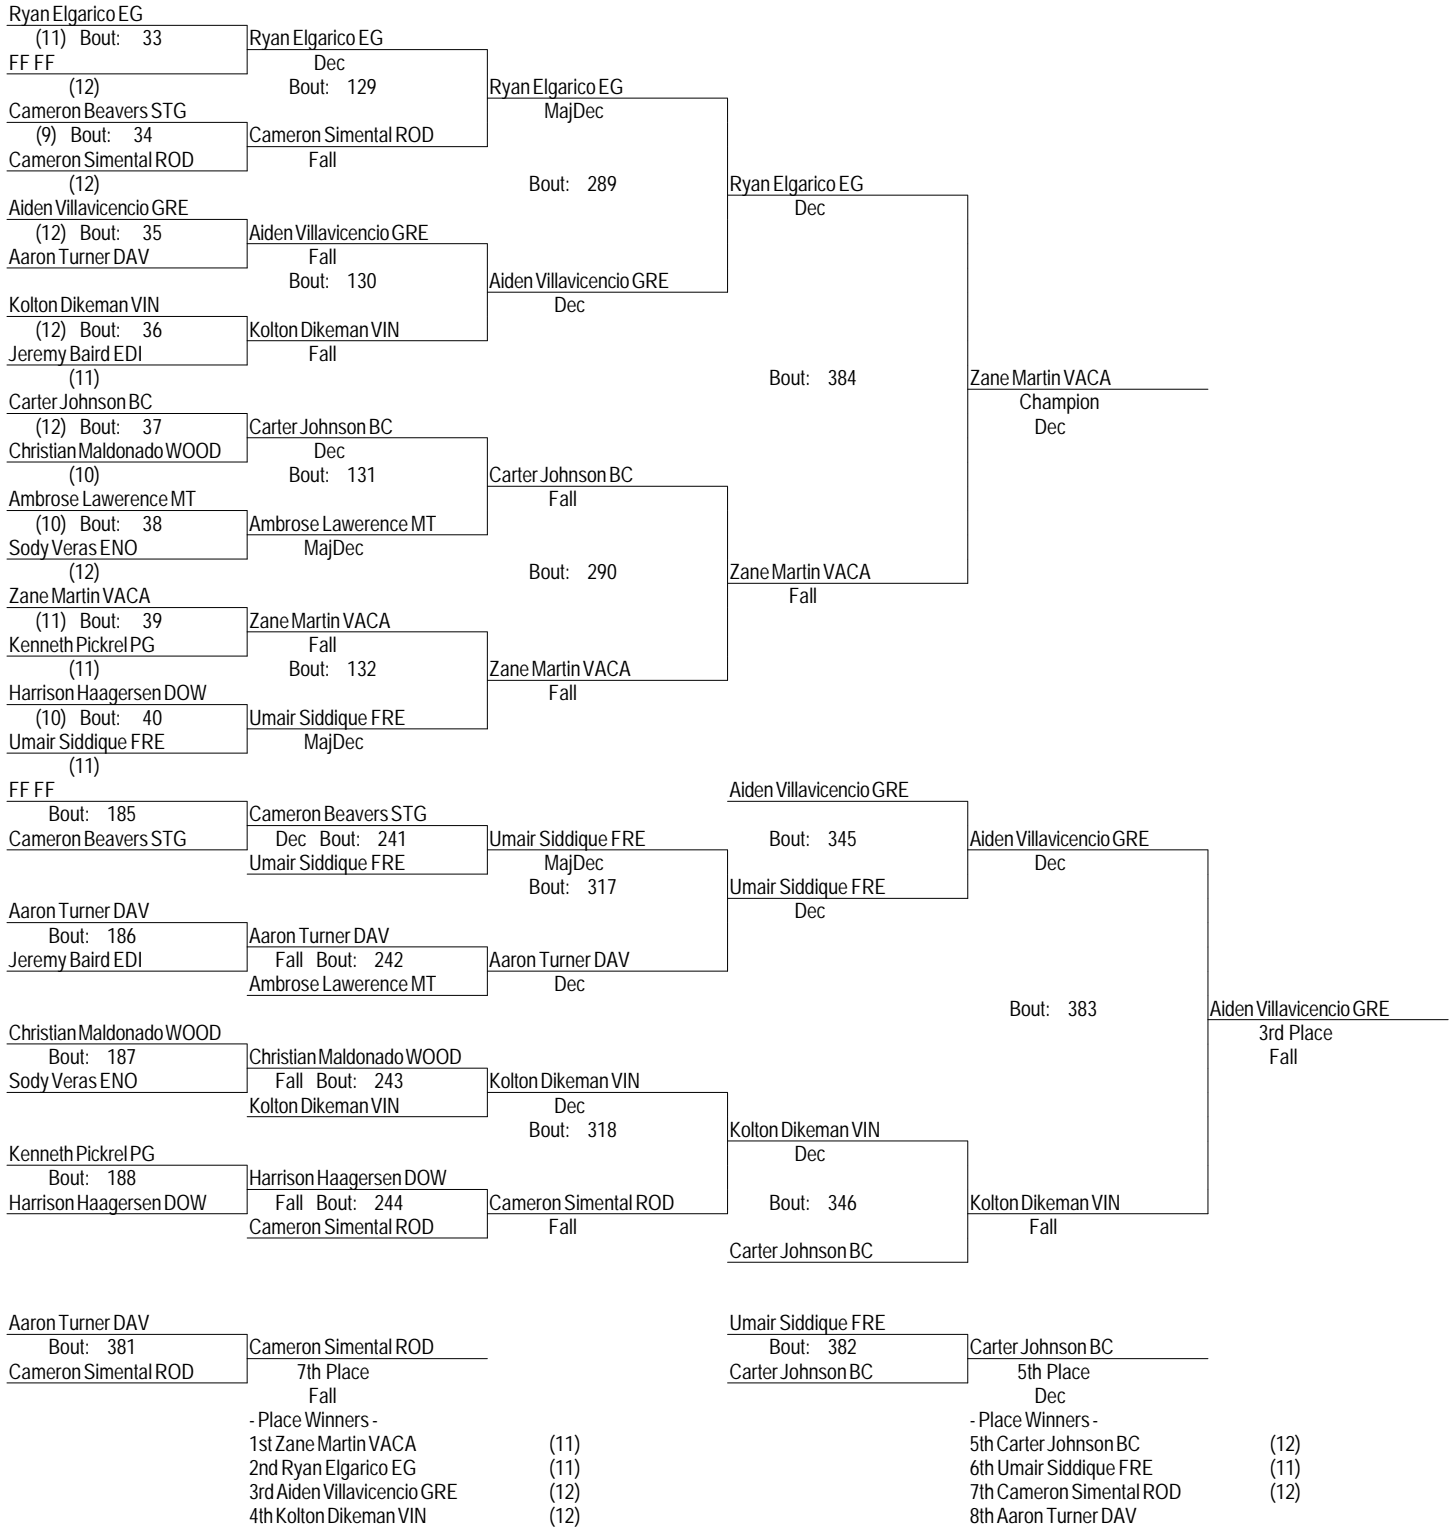 Ryan Elgarico EG
(11) Bout: 33 Ryan Elgarico EG
FF FF Dec
(12) Bout: 129 Ryan Elgarico EG
Cameron Beavers STG MajDec
(9) Bout: 34 Cameron Simental ROD
Cameron Simental ROD Fall
(12) Bout: 289 Ryan Elgarico EG
Aiden Villavicencio GRE Dec
(12) Bout: 35 Aiden Villavicencio GRE
Aaron Turner DAV Fall
Bout: 130 Aiden Villavicencio GRE
Kolton Dikeman VIN Dec
(12) Bout: 36 Kolton Dikeman VIN
Jeremy Baird EDI Fall
(11) Bout: 384 Zane Martin VACA
Carter Johnson BC Champion
(12) Bout: 37 Carter Johnson BC Dec
Christian Maldonado WOOD Dec
(10) Bout: 131 Carter Johnson BC
Ambrose Lawerence MT Fall
(10) Bout: 38 Ambrose Lawerence MT
Sody Veras ENO MajDec
(12) Bout: 290 Zane Martin VACA
Zane Martin VACA Fall
(11) Bout: 39 Zane Martin VACA
Kenneth Pickrel PG Fall
(11) Bout: 132 Zane Martin VACA
Harrison Haagersen DOW Fall
(10) Bout: 40 Umair Siddique FRE
Umair Siddique FRE MajDec
(11)
FF FF Aiden Villavicencio GRE
Bout: 185 Cameron Beavers STG
Cameron Beavers STG Dec Bout: 241 Umair Siddique FRE Bout: 345 Aiden Villavicencio GRE
Umair Siddique FRE MajDec Dec
Bout: 317 Umair Siddique FRE
Aaron Turner DAV Dec
Bout: 186 Aaron Turner DAV
Jeremy Baird EDI Fall Bout: 242 Aaron Turner DAV
Ambrose Lawerence MT Dec
Bout: 383 Aiden Villavicencio GRE
Christian Maldonado WOOD 3rd Place
Bout: 187 Christian Maldonado WOOD Fall
Sody Veras ENO Fall Bout: 243 Kolton Dikeman VIN
Kolton Dikeman VIN Dec
Bout: 318 Kolton Dikeman VIN
Kenneth Pickrel PG Dec
Bout: 188 Harrison Haagersen DOW
Harrison Haagersen DOW Fall Bout: 244 Cameron Simental ROD Bout: 346 Kolton Dikeman VIN
Cameron Simental ROD Fall Fall
Carter Johnson BC
Aaron Turner DAV Umair Siddique FRE
Bout: 381 Cameron Simental ROD Bout: 382 Carter Johnson BC
Cameron Simental ROD 7th Place Carter Johnson BC 5th Place
Fall Dec
- Place Winners - - Place Winners -
1st Zane Martin VACA (11) 5th Carter Johnson BC (12)
2nd Ryan Elgarico EG (11) 6th Umair Siddique FRE (11)
3rd Aiden Villavicencio GRE (12) 7th Cameron Simental ROD (12)
4th Kolton Dikeman VIN (12) 8th Aaron Turner DAV